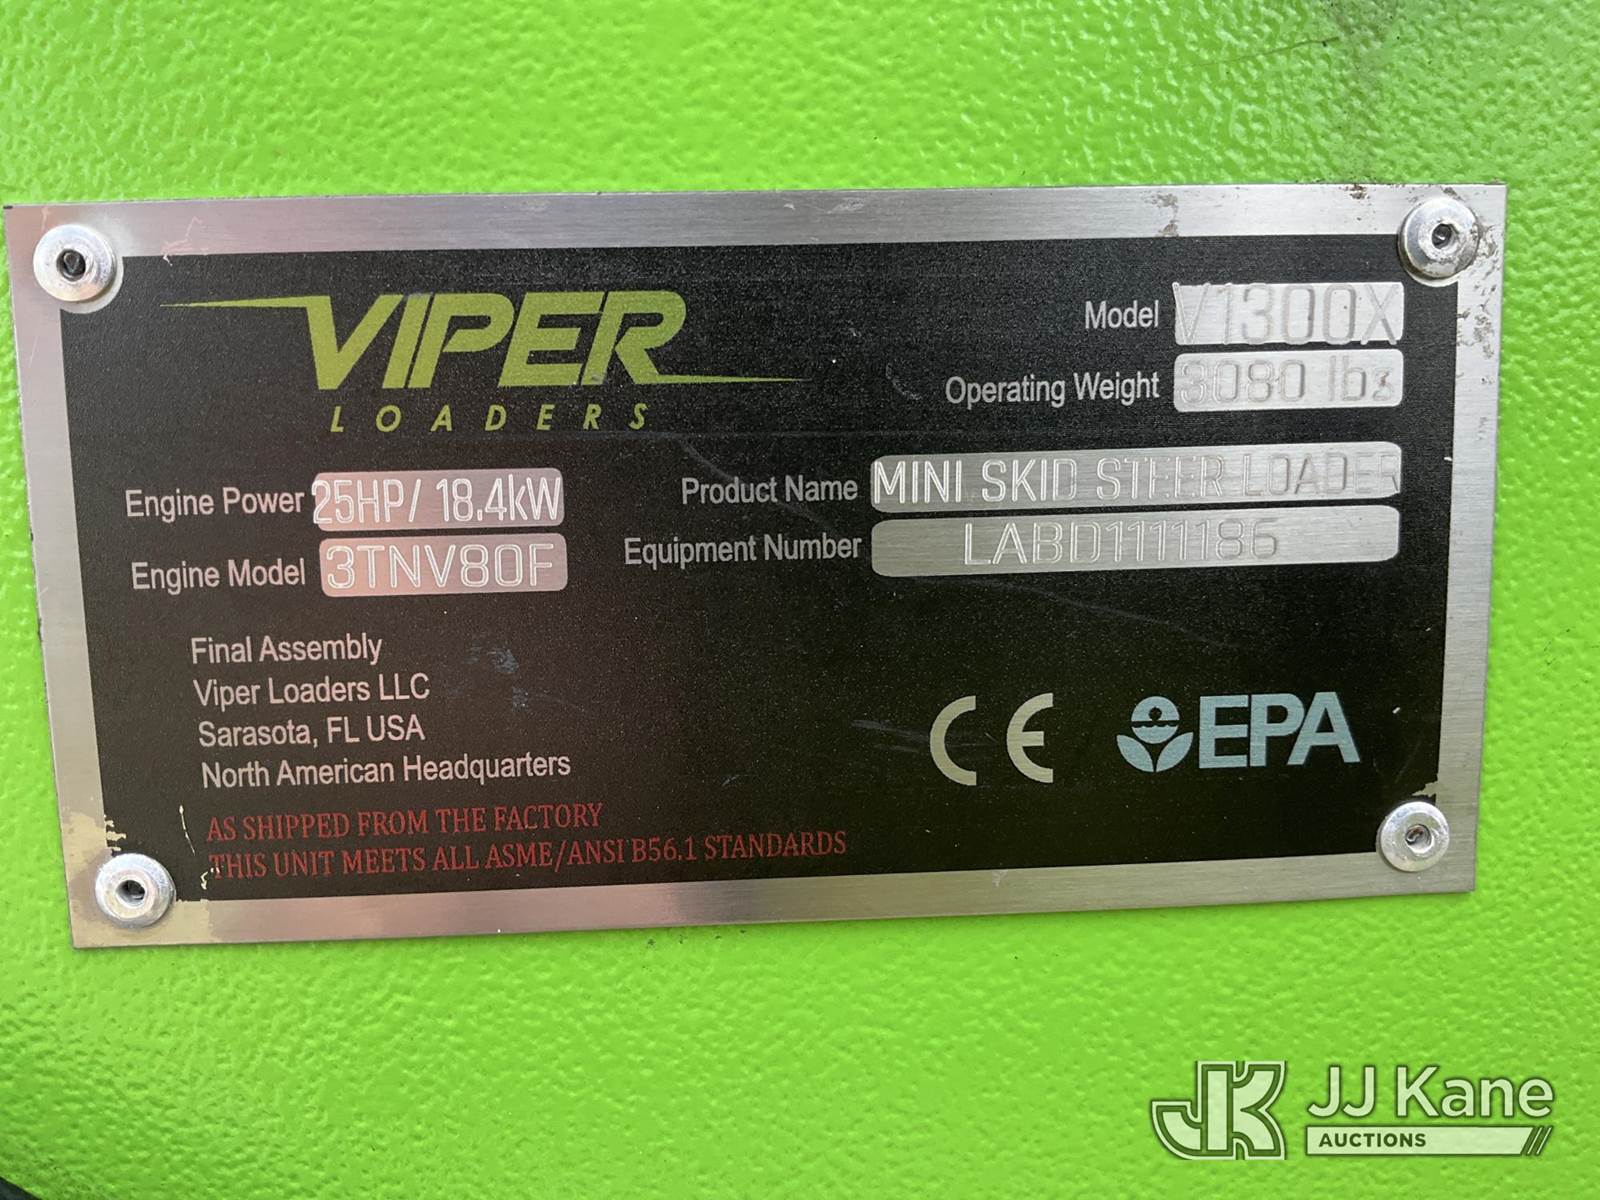 VIPER
LOADERS
Model V1300X
Operating Weight 3080 lbs
Engine Power 25HP/ 18.4kW
Product Name MINI SKID STEER LOADER
Engine Model 3TNV80F
Equipment Number LABD1111186
Final Assembly
Viper Loaders LLC
Sarasota, FL USA
North American Headquarters
CE EPA
AS SHIPPED FROM THE FACTORY
THIS UNIT MEETS ALL ASME/ANSI B56.1 STANDARDS
JK JJ Kane
AUCTIONS